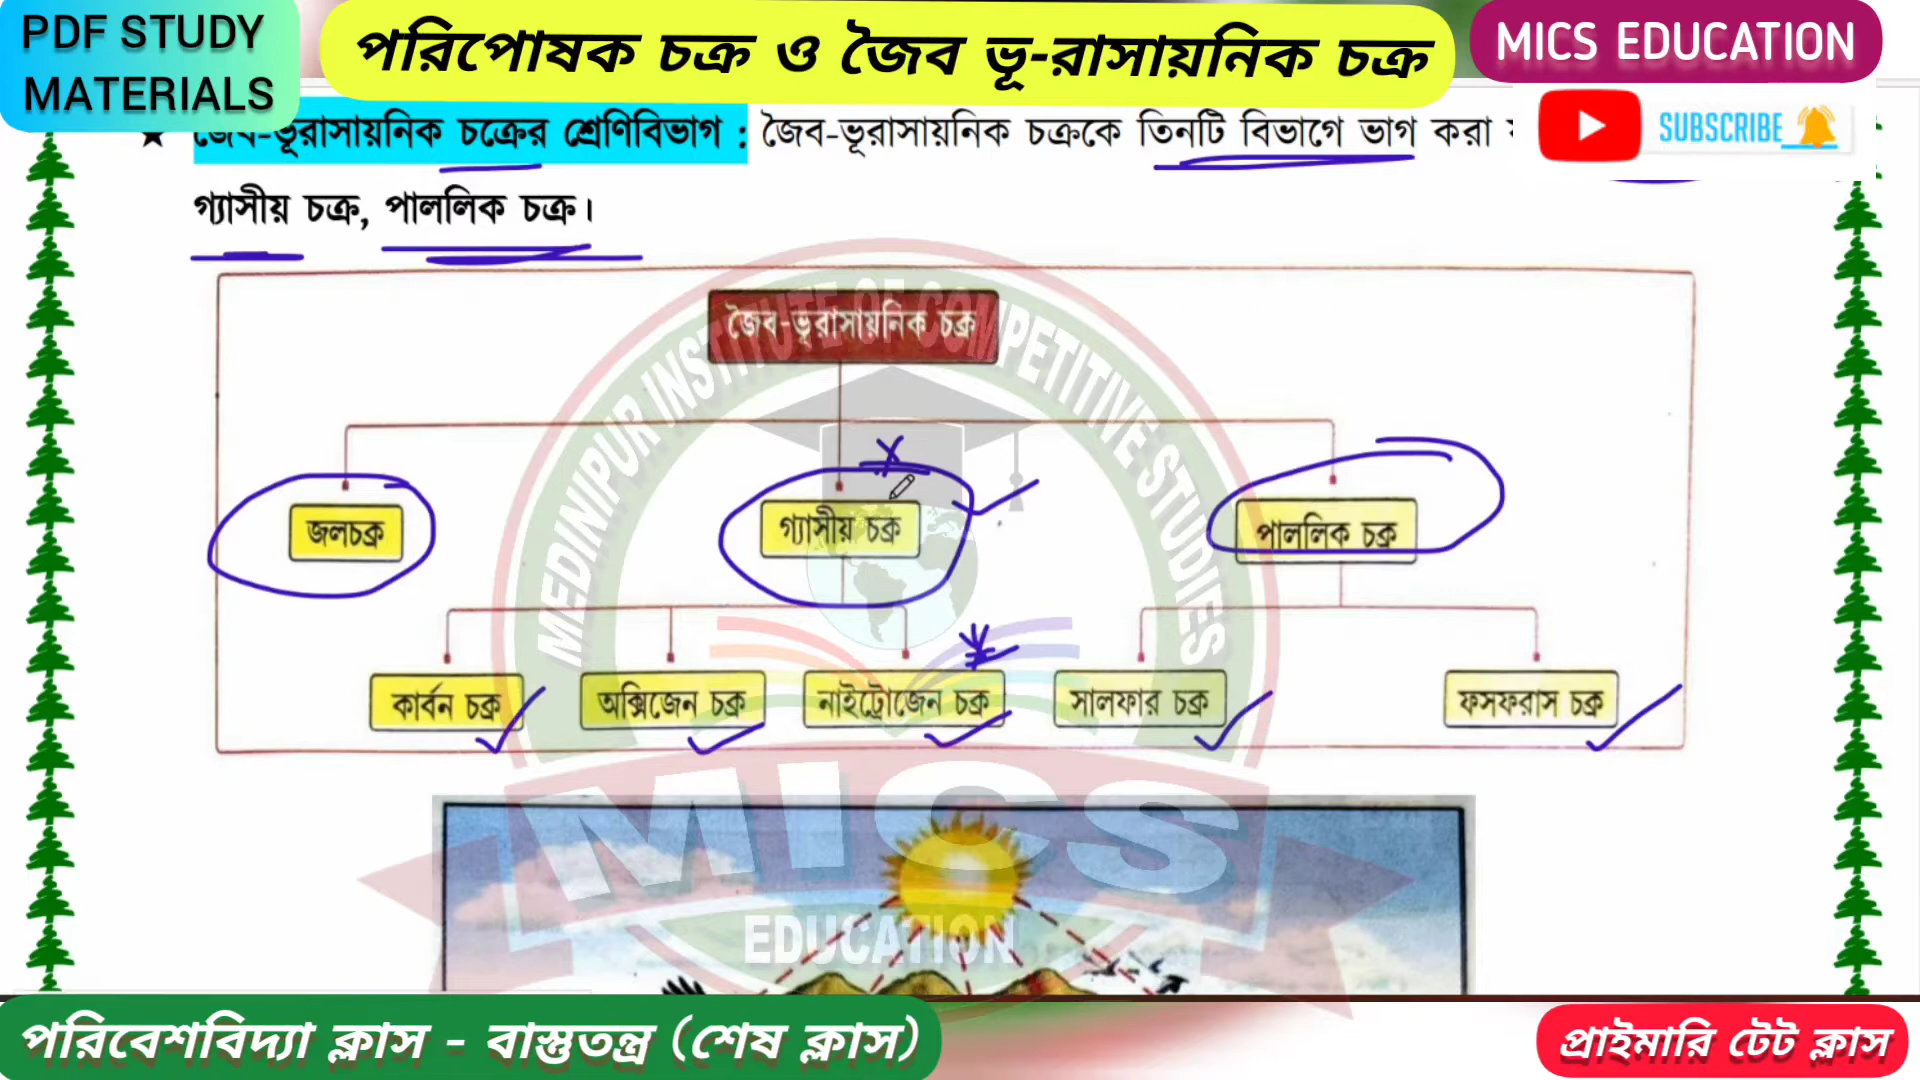 PDF STUDY
MATERIALS
পরিপোষক চক্র ও জৈব ভূ-রাসায়নিক চক্র
MICS EDUCATION
SUBSCRIBE
★ জৈব-ভূরাসায়নিক চক্রের শ্রেণিবিভাগ : জৈব-ভূরাসায়নিক চক্রকে তিনটি বিভাগে ভাগ করা
গ্যাসীয় চক্র, পাললিক চক্র।
জৈব-ভূরাসায়নিক চক্র
জলচক্র
গ্যাসীয় চক্র
পাললিক চক্র
কার্বন চক্র
অক্সিজেন চক্র
নাইট্রোজেন চক্র
সালফার চক্র
ফসফরাস চক্র
MEDINIPUR INSTITUTE OF COMPETITIVE STUDIES
MICS
EDUCATION
পরিবেশবিদ্যা ক্লাস - বাস্তুতন্ত্র (শেষ ক্লাস)
প্রাইমারি টেট ক্লাস